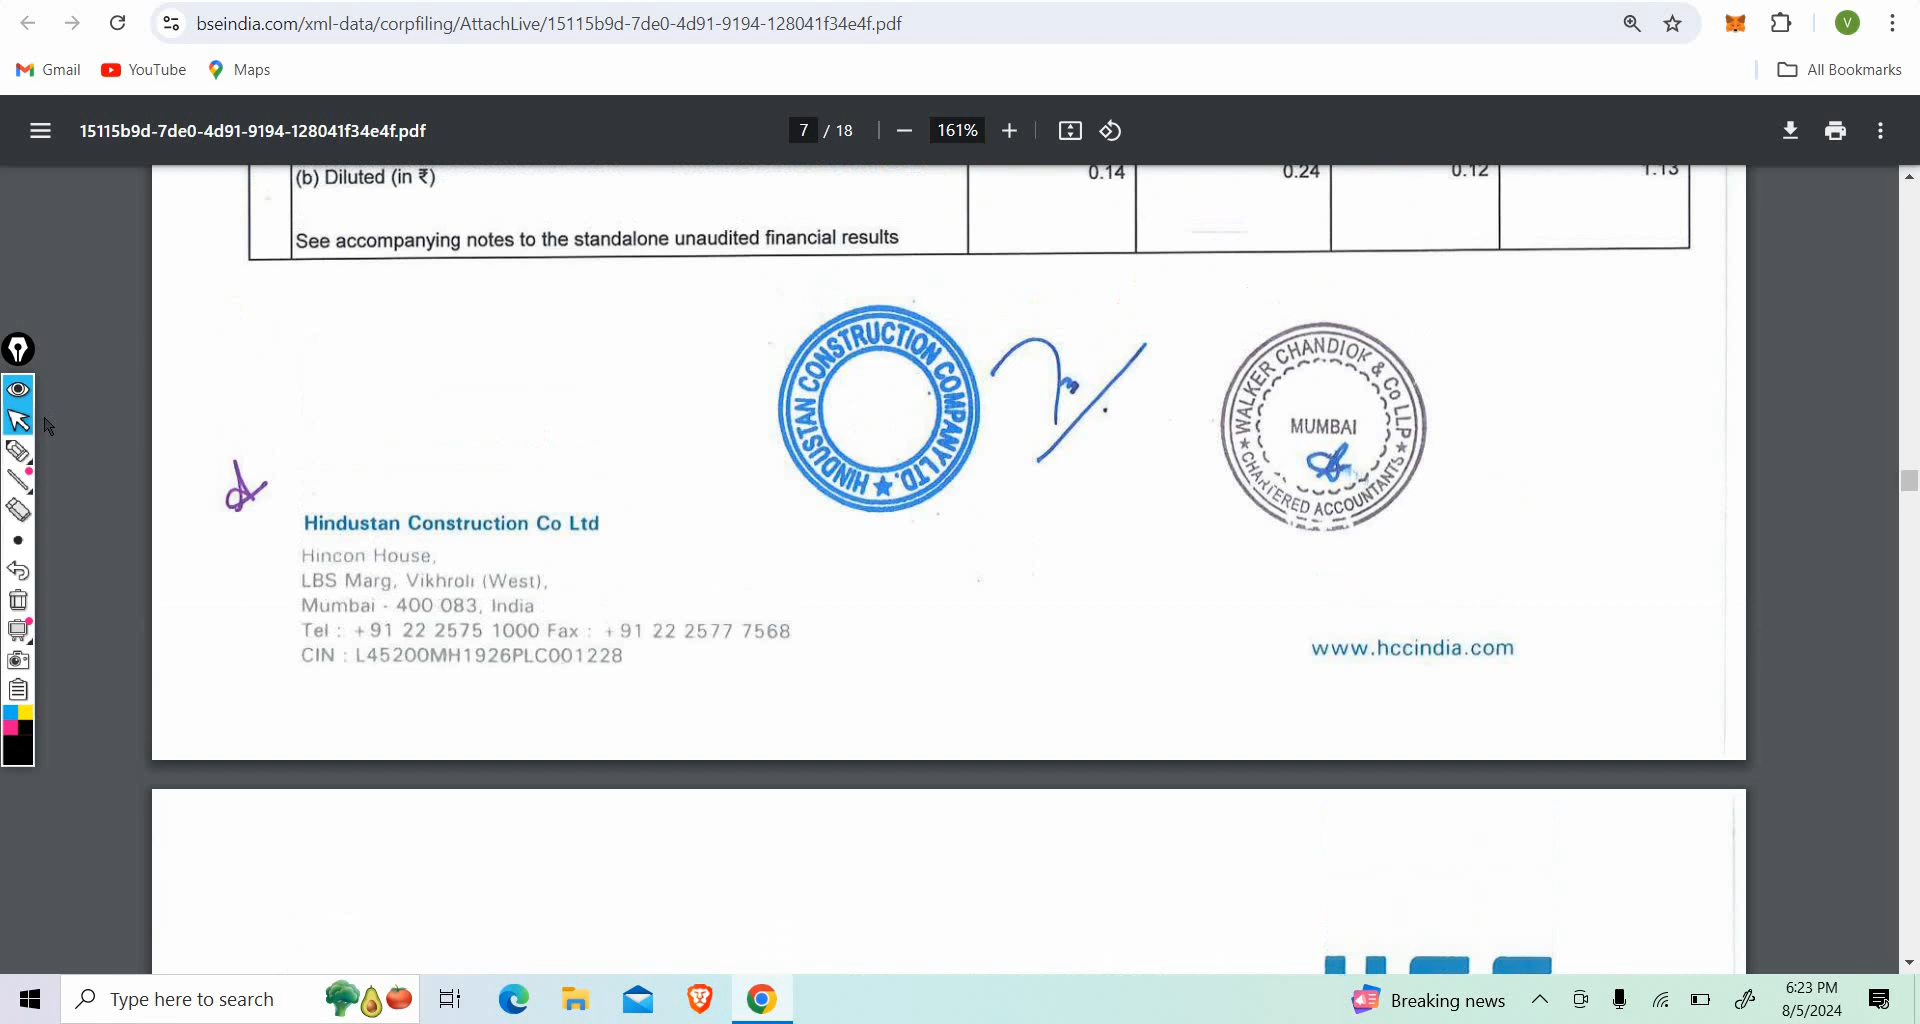 bseindia.com/xml-data/corpfiling/AttachLive/15115b9d-7de0-4d91-9194-128041f34e4f.pdf
V
Gmail YouTube Maps All Bookmarks
15115b9d-7de0-4d91-9194-128041f34e4f.pdf 7 / 18 161%
(b) Diluted (in ₹) 0.14 0.24 0.12 1.13
See accompanying notes to the standalone unaudited financial results
HINDUSTAN CONSTRUCTION COMPANY LTD. ★
WALKER CHANDIOK & CO LLP
★ CHARTERED ACCOUNTANTS ★
MUMBAI
Hindustan Construction Co Ltd
Hincon House,
LBS Marg, Vikhroli (West),
Mumbai - 400 083, India
Tel : +91 22 2575 1000 Fax : +91 22 2577 7568
CIN : L45200MH1926PLC001228
www.hccindia.com
Type here to search
Breaking news
6:23 PM
8/5/2024